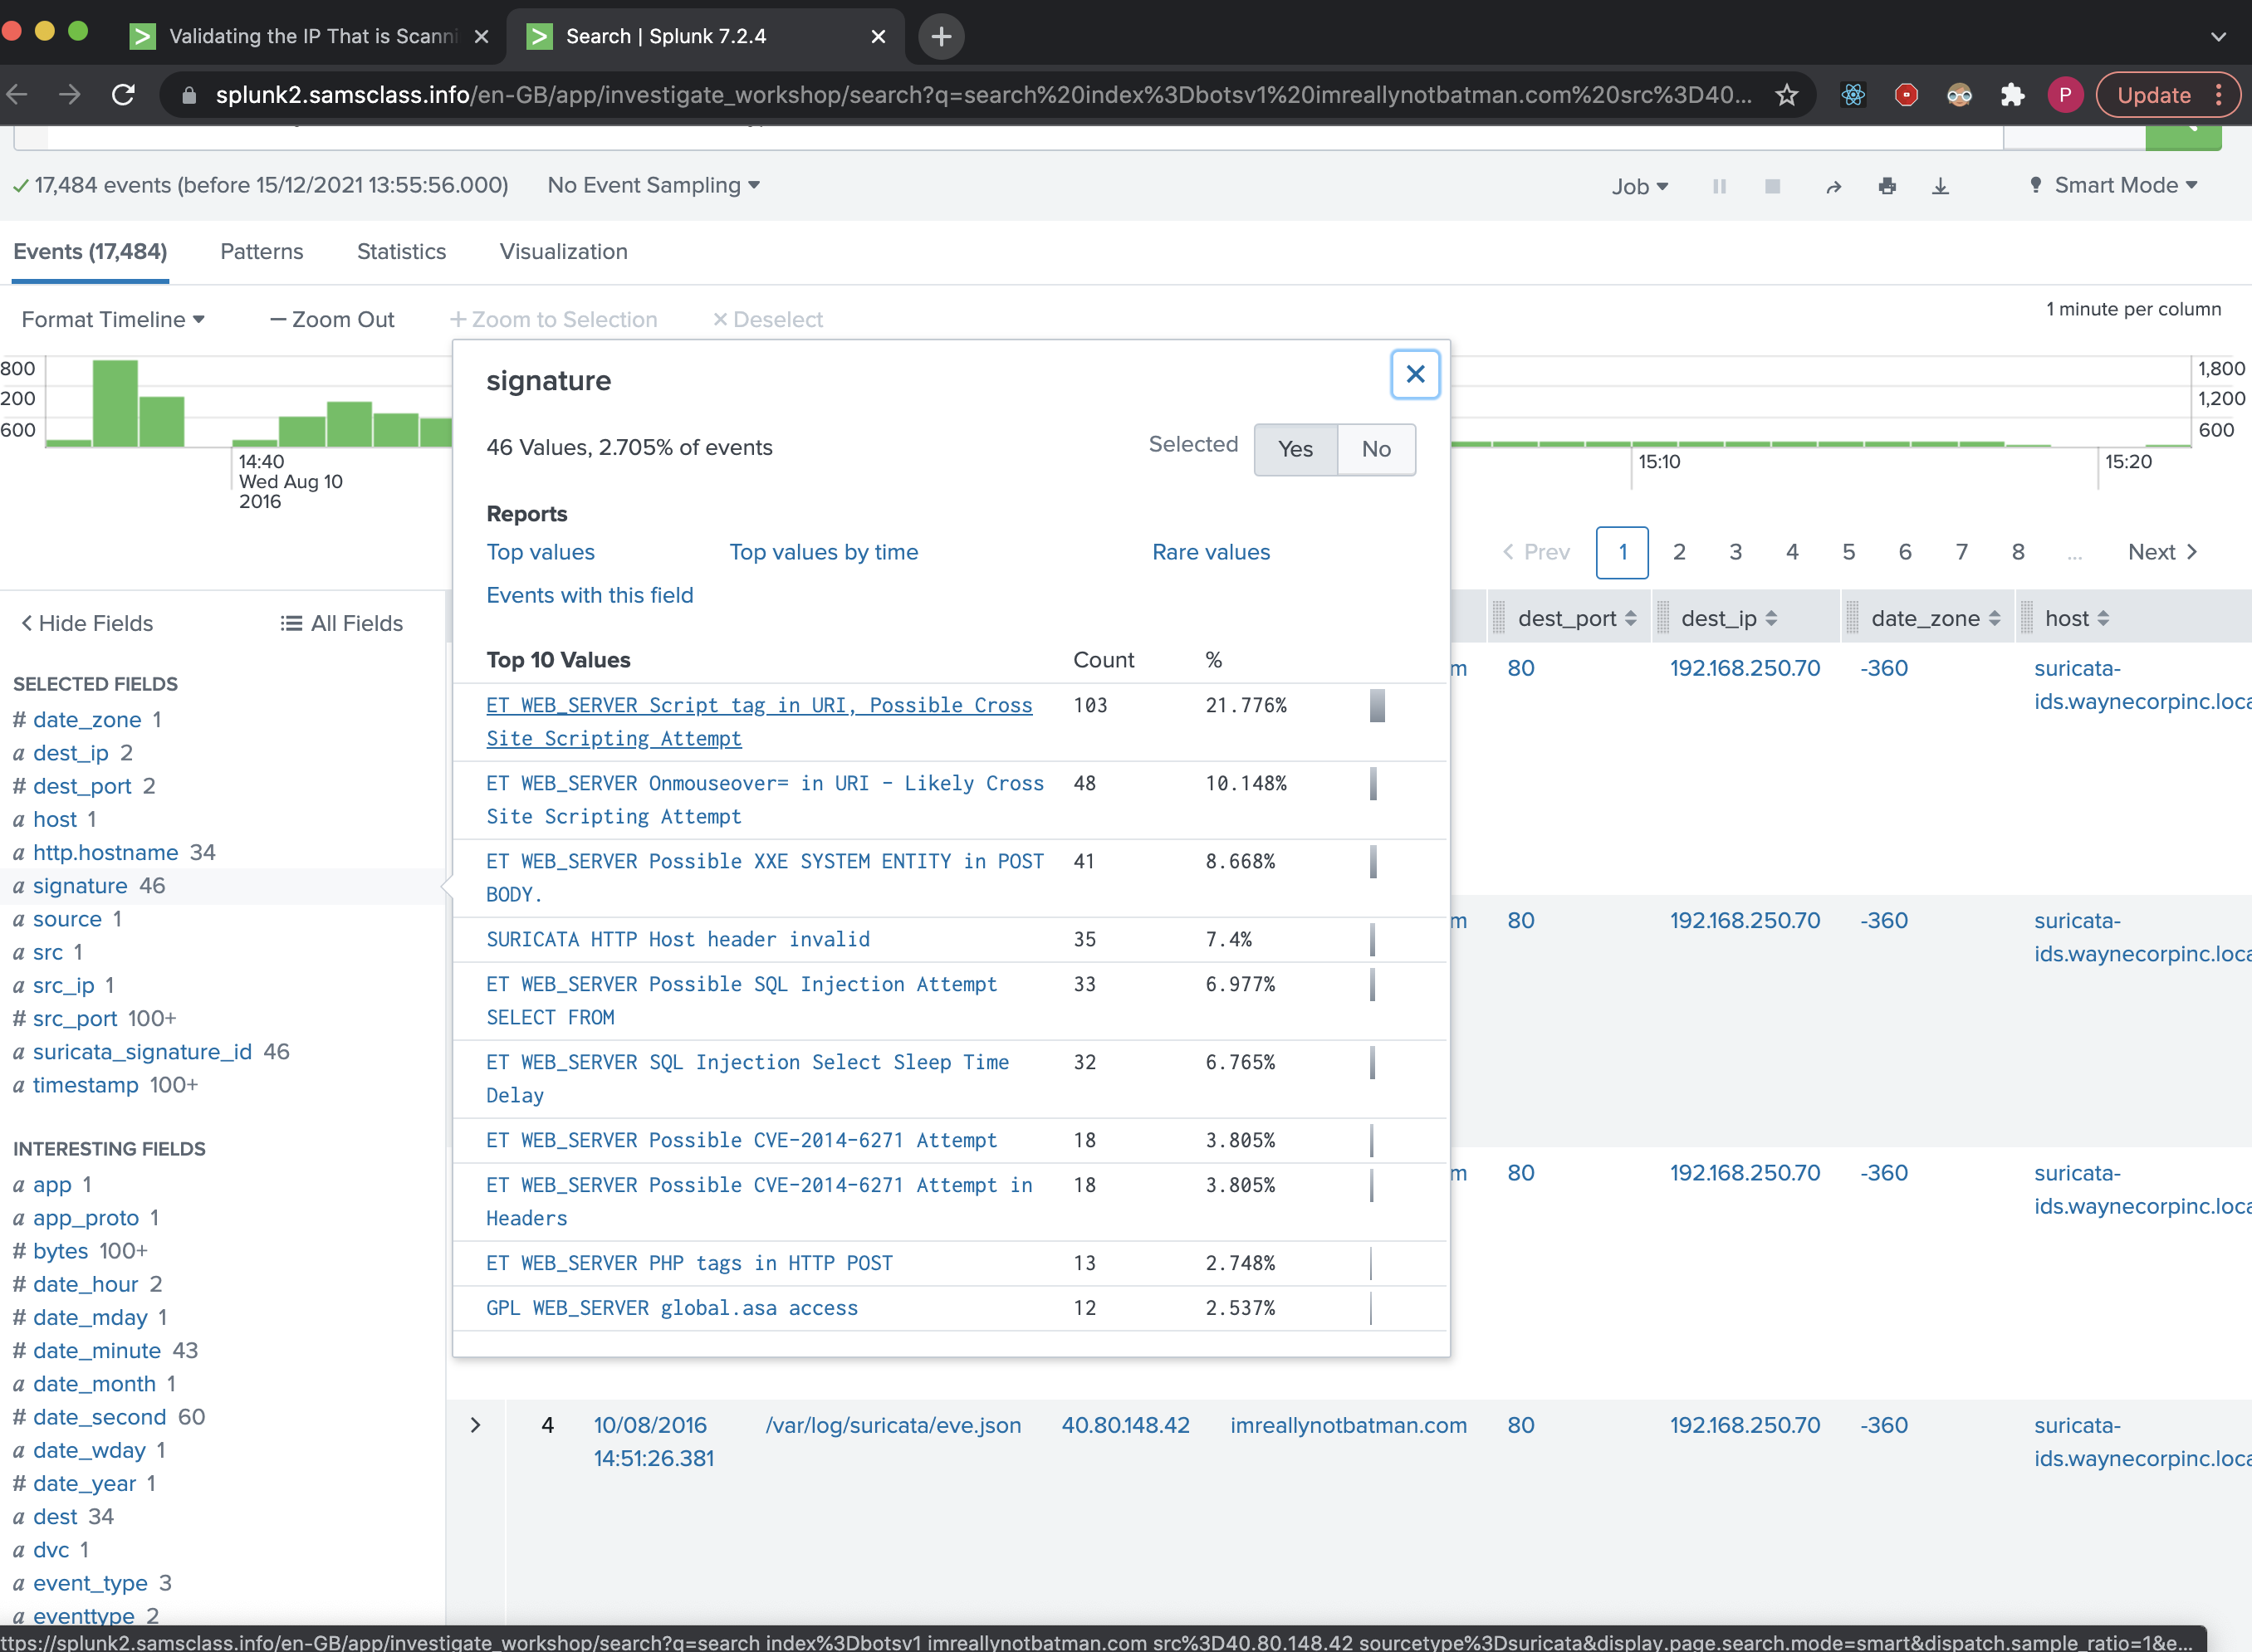 Validating the IP That is Scanni
Search | Splunk 7.2.4
splunk2.samsclass.info/en-GB/app/investigate_workshop/search?q=search%20index%3Dbotsv1%20imreallynotbatman.com%20src%3D40...
P
Update
17,484 events (before 15/12/2021 13:55:56.000)
No Event Sampling
Job
Smart Mode
Events (17,484)
Patterns
Statistics
Visualization
Format Timeline
Zoom Out
Zoom to Selection
Deselect
1 minute per column
800
200
600
1,800
1,200
600
14:40
Wed Aug 10
2016
15:10
15:20
Prev 1 2 3 4 5 6 7 8 ... Next
Hide Fields
All Fields
SELECTED FIELDS
# date_zone 1
a dest_ip 2
# dest_port 2
a host 1
a http.hostname 34
a signature 46
a source 1
a src 1
a src_ip 1
# src_port 100+
a suricata_signature_id 46
a timestamp 100+
INTERESTING FIELDS
a app 1
a app_proto 1
# bytes 100+
# date_hour 2
# date_mday 1
# date_minute 43
a date_month 1
# date_second 60
a date_wday 1
# date_year 1
a dest 34
a dvc 1
a event_type 3
a eventtype 2
signature
46 Values, 2.705% of events
Selected
Yes
No
Reports
Top values
Top values by time
Rare values
Events with this field
Top 10 Values Count %
ET WEB_SERVER Script tag in URI, Possible Cross 103 21.776%
Site Scripting Attempt
ET WEB_SERVER Onmouseover= in URI - Likely Cross 48 10.148%
Site Scripting Attempt
ET WEB_SERVER Possible XXE SYSTEM ENTITY in POST 41 8.668%
BODY.
SURICATA HTTP Host header invalid 35 7.4%
ET WEB_SERVER Possible SQL Injection Attempt 33 6.977%
SELECT FROM
ET WEB_SERVER SQL Injection Select Sleep Time 32 6.765%
Delay
ET WEB_SERVER Possible CVE-2014-6271 Attempt 18 3.805%
ET WEB_SERVER Possible CVE-2014-6271 Attempt in 18 3.805%
Headers
ET WEB_SERVER PHP tags in HTTP POST 13 2.748%
GPL WEB_SERVER global.asa access 12 2.537%
dest_port dest_ip date_zone host
m 80 192.168.250.70 -360 suricata-
ids.waynecorpinc.loca
m 80 192.168.250.70 -360 suricata-
ids.waynecorpinc.loca
m 80 192.168.250.70 -360 suricata-
ids.waynecorpinc.loca
4 10/08/2016 /var/log/suricata/eve.json 40.80.148.42 imreallynotbatman.com 80 192.168.250.70 -360 suricata-
14:51:26.381 ids.waynecorpinc.loca
ttps://splunk2.samsclass.info/en-GB/app/investigate_workshop/search?q=search index%3Dbotsv1 imreallynotbatman.com src%3D40.80.148.42 sourcetype%3Dsuricata&display.page.search.mode=smart&dispatch.sample_ratio=1&e...